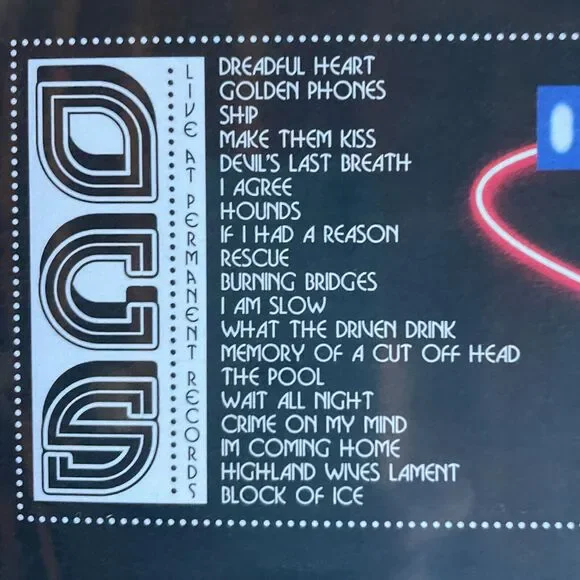 OCS
LIVE AT PERMANENT RECORDS
DREADFUL HEART
GOLDEN PHONES
SHIP
MAKE THEM KISS
DEVIL'S LAST BREATH
I AGREE
HOUNDS
IF I HAD A REASON
RESCUE
BURNING BRIDGES
I AM SLOW
WHAT THE DRIVEN DRINK
MEMORY OF A CUT OFF HEAD
THE POOL
WAIT ALL NIGHT
CRIME ON MY MIND
IM COMING HOME
HIGHLAND WIVES LAMENT
BLOCK OF ICE